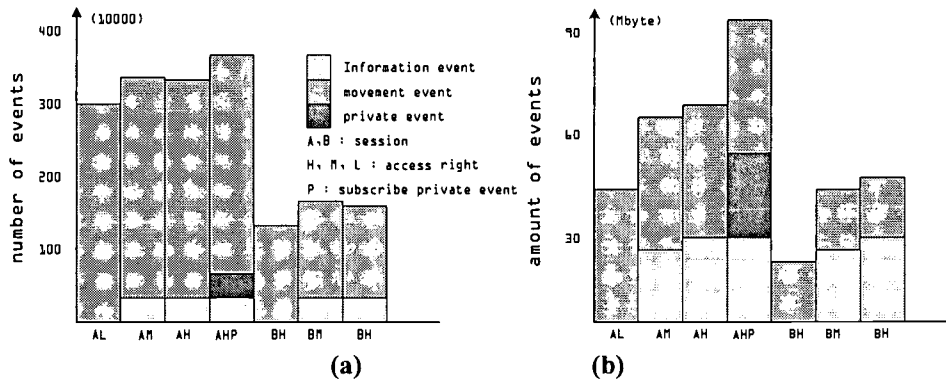 400
(10000)
300
200
100
number of events
Information event
movement event
private event
A,B : session
H, M, L : access right
P : subscribe private event
AL AM AH AHP BH BM BH
(a)
90
(Mbyte)
60
30
amount of events
AL AM AH AHP BH BM BH
(b)